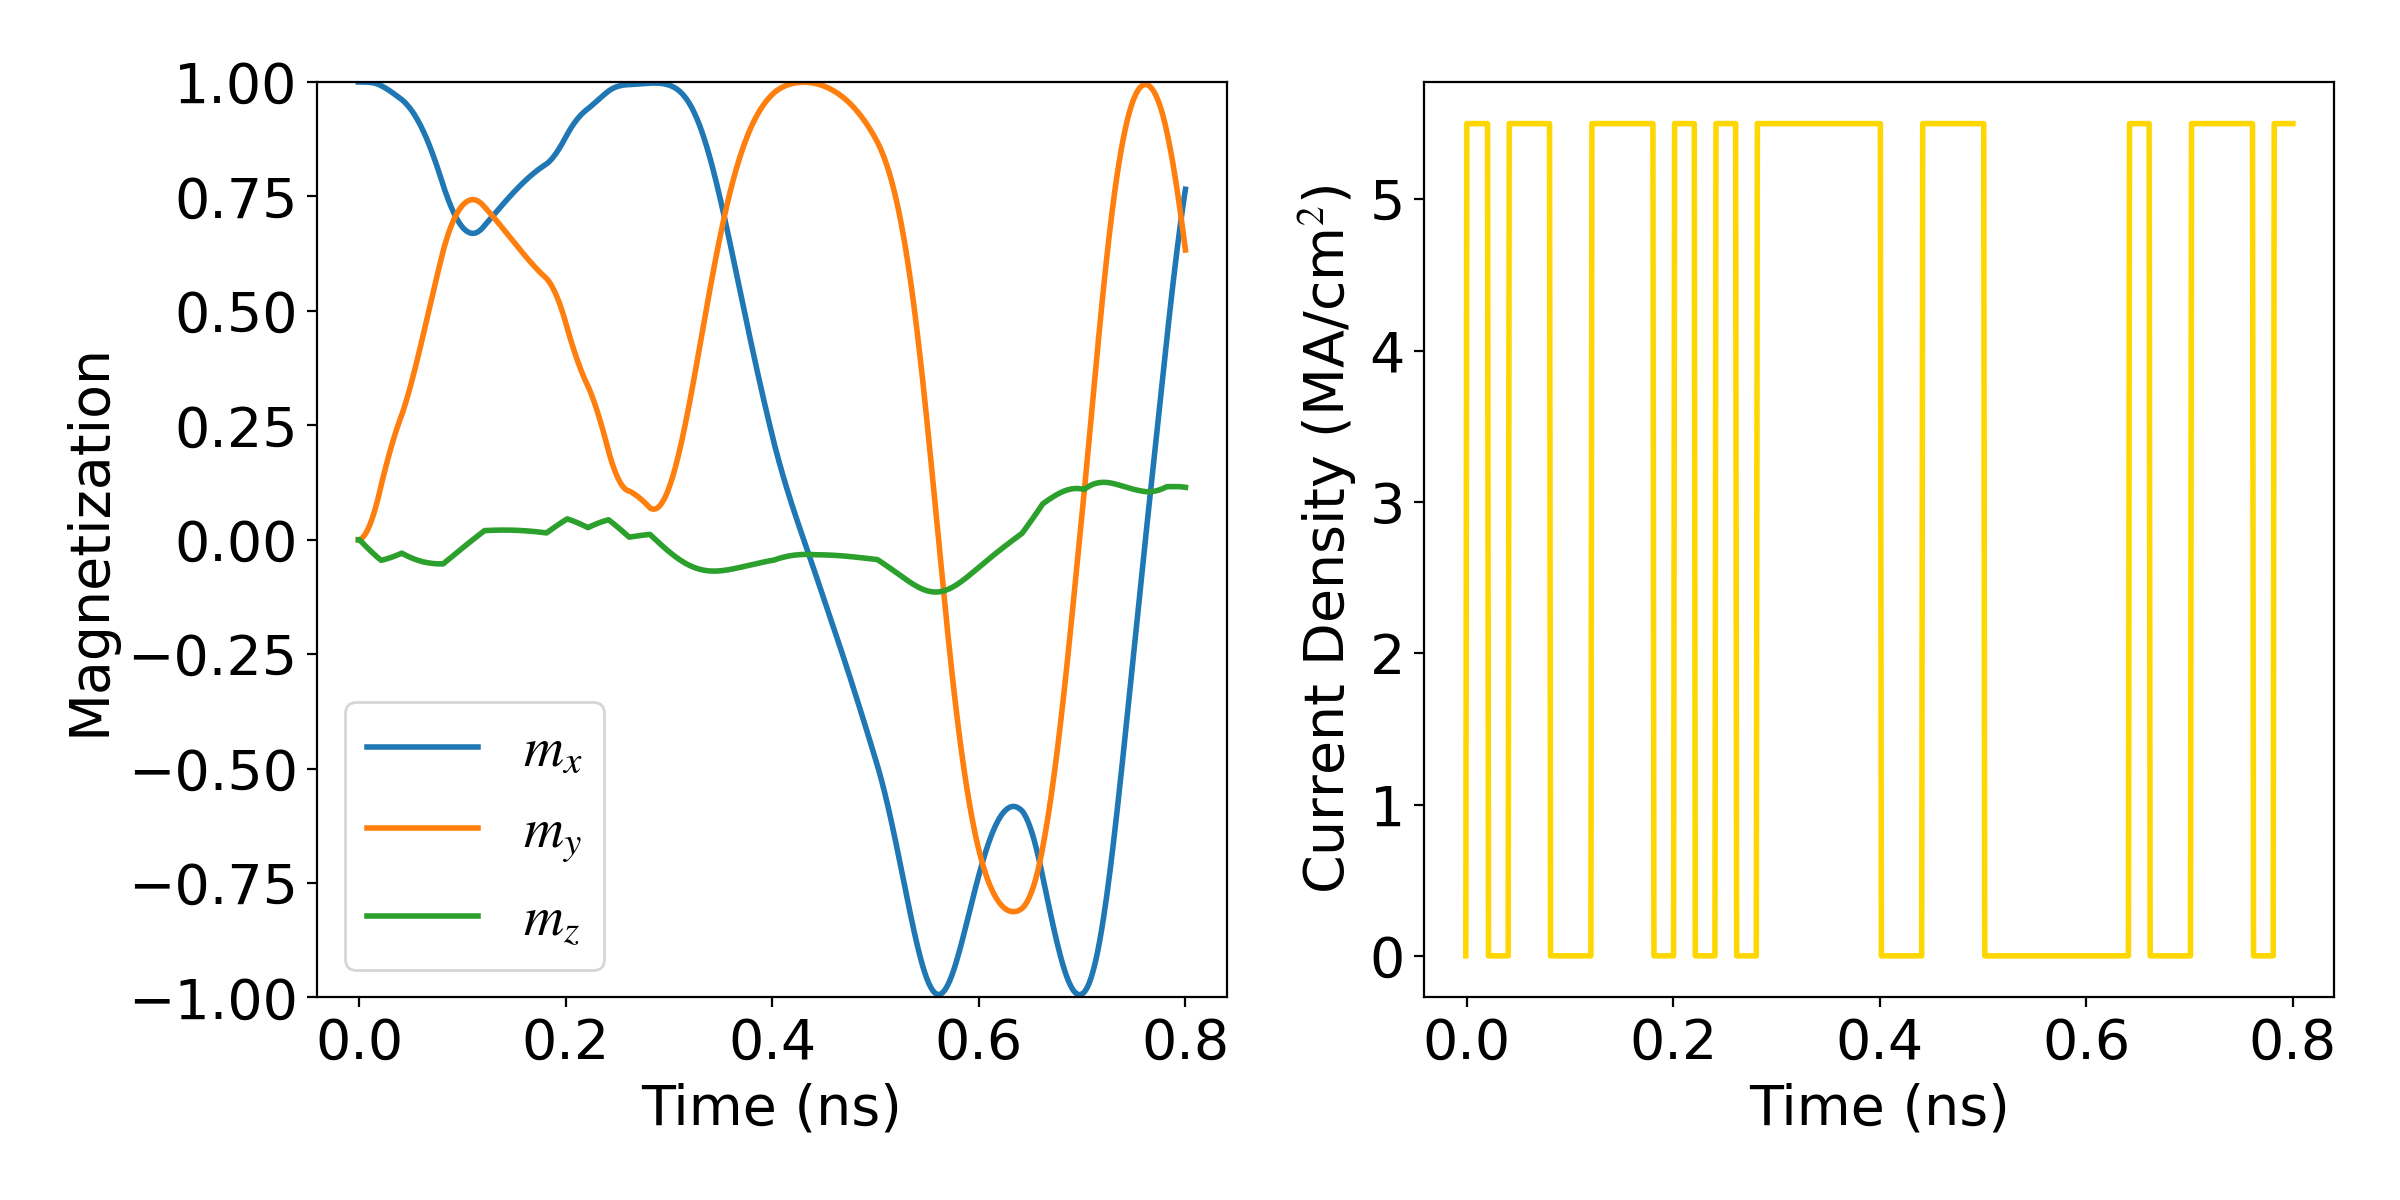 1.00
0.75
0.50
0.25
0.00
−0.25
−0.50
−0.75
−1.00
Magnetization
m_x
m_y
m_z
0.0 0.2 0.4 0.6 0.8
Time (ns)
5
4
3
2
1
0
Current Density (MA/cm²)
0.0 0.2 0.4 0.6 0.8
Time (ns)